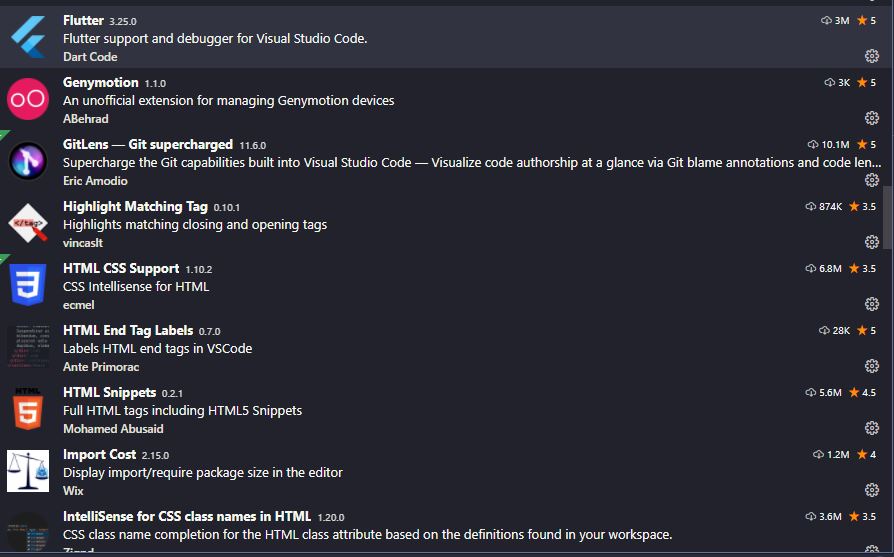 Flutter 3.25.0 3M 5
Flutter support and debugger for Visual Studio Code.
Dart Code
Genymotion 1.1.0 3K 5
An unofficial extension for managing Genymotion devices
ABehrad
GitLens — Git supercharged 11.6.0 10.1M 5
Supercharge the Git capabilities built into Visual Studio Code — Visualize code authorship at a glance via Git blame annotations and code len...
Eric Amodio
</tag>
Highlight Matching Tag 0.10.1 874K 3.5
Highlights matching closing and opening tags
vincaslt
HTML CSS Support 1.10.2 6.8M 3.5
CSS Intellisense for HTML
ecmel
HTML End Tag Labels 0.7.0 28K 5
Labels HTML end tags in VSCode
Ante Primorac
HTML
5
HTML Snippets 0.2.1 5.6M 4.5
Full HTML tags including HTML5 Snippets
Mohamed Abusaid
Import Cost 2.15.0 1.2M 4
Display import/require package size in the editor
Wix
IntelliSense for CSS class names in HTML 1.20.0 3.6M 3.5
CSS class name completion for the HTML class attribute based on the definitions found in your workspace.